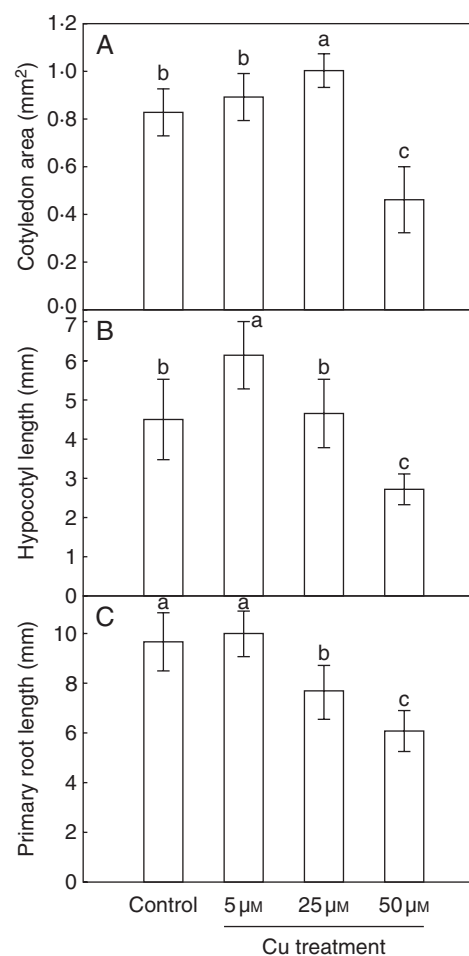 A
Cotyledon area (mm²)
1·2
1·0
0·8
0·6
0·4
0·2
0·0
b
b
a
c
B
Hypocotyl length (mm)
7
6
5
4
3
2
1
0
b
a
b
c
C
Primary root length (mm)
10
8
6
4
2
0
a
a
b
c
Control 5 μM 25 μM 50 μM
Cu treatment